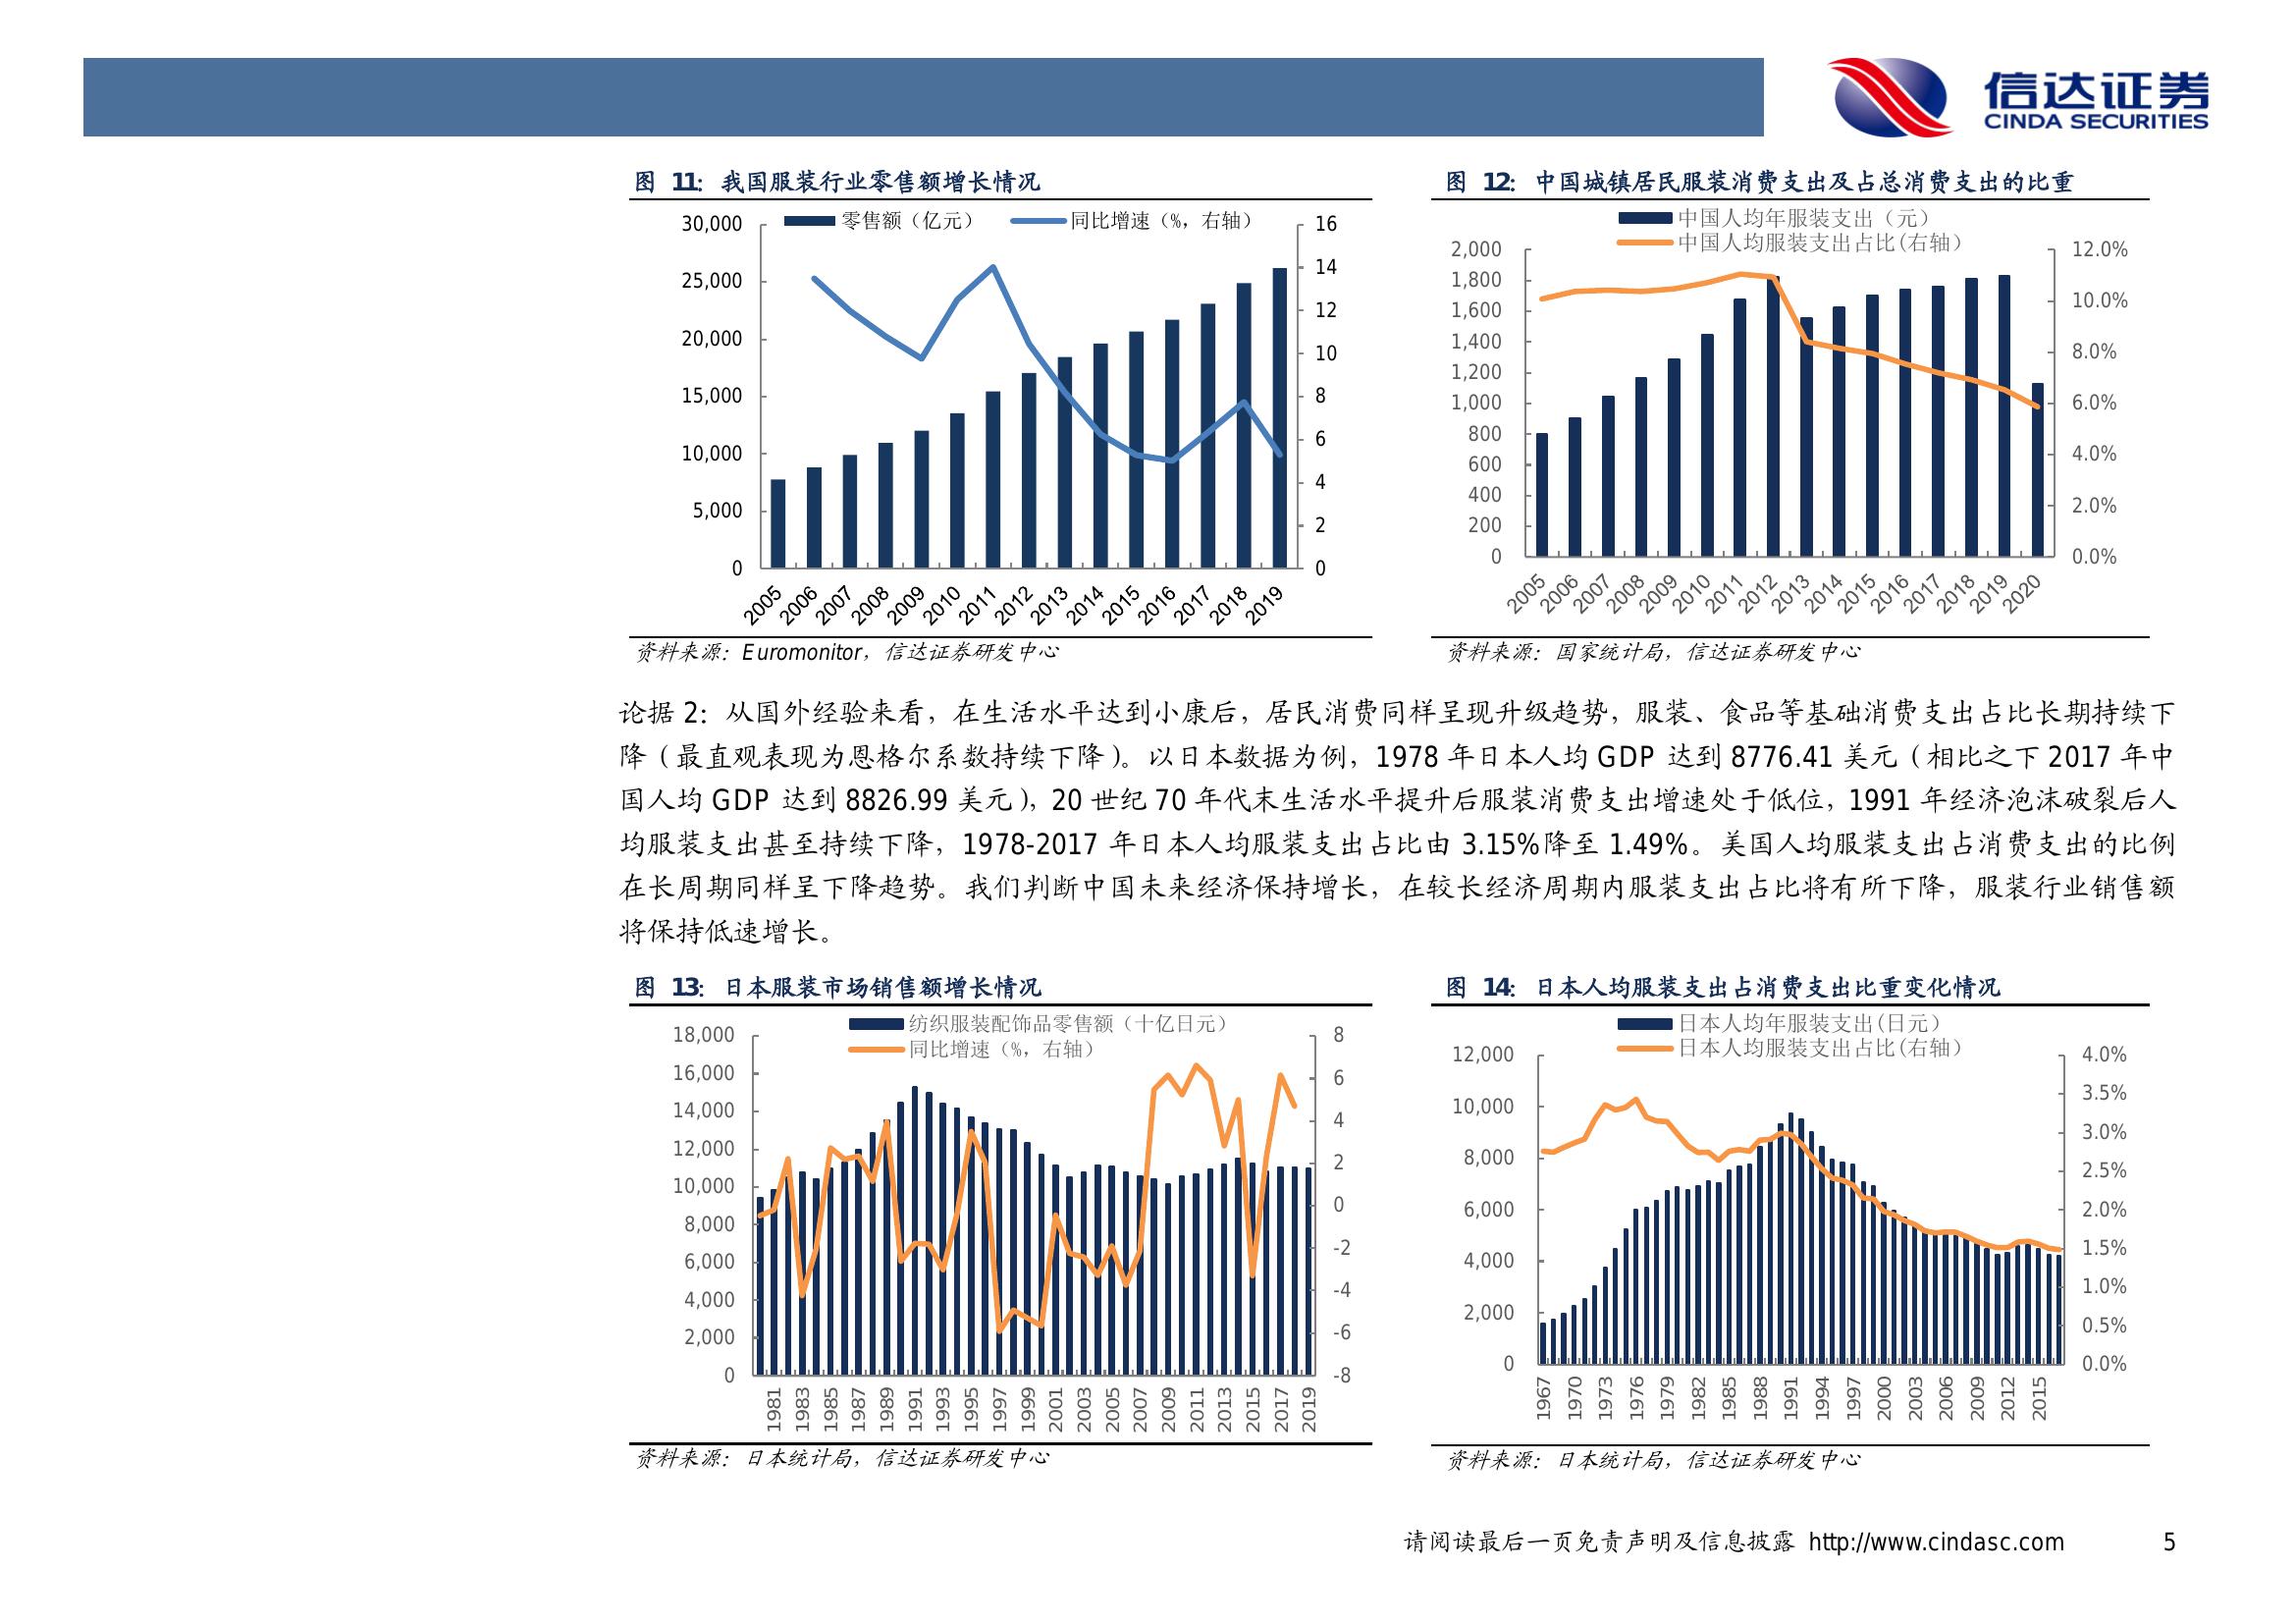 信达证券
CINDA SECURITIES
图 11：我国服装行业零售额增长情况
零售额（亿元）
同比增速（%，右轴）
30,000
25,000
20,000
15,000
10,000
5,000
0
16
14
12
10
8
6
4
2
0
2005 2006 2007 2008 2009 2010 2011 2012 2013 2014 2015 2016 2017 2018 2019
资料来源：Euromonitor，信达证券研发中心
图 12：中国城镇居民服装消费支出及占总消费支出的比重
中国人均年服装支出（元）
中国人均服装支出占比(右轴）
2,000
1,800
1,600
1,400
1,200
1,000
800
600
400
200
0
12.0%
10.0%
8.0%
6.0%
4.0%
2.0%
0.0%
2005 2006 2007 2008 2009 2010 2011 2012 2013 2014 2015 2016 2017 2018 2019 2020
资料来源：国家统计局，信达证券研发中心
论据 2：从国外经验来看，在生活水平达到小康后，居民消费同样呈现升级趋势，服装、食品等基础消费支出占比长期持续下
降（最直观表现为恩格尔系数持续下降）。以日本数据为例，1978 年日本人均 GDP 达到 8776.41 美元（相比之下 2017 年中
国人均 GDP 达到 8826.99 美元），20 世纪 70 年代末生活水平提升后服装消费支出增速处于低位，1991 年经济泡沫破裂后人
均服装支出甚至持续下降，1978-2017 年日本人均服装支出占比由 3.15%降至 1.49%。美国人均服装支出占消费支出的比例
在长周期同样呈下降趋势。我们判断中国未来经济保持增长，在较长经济周期内服装支出占比将有所下降，服装行业销售额
将保持低速增长。
图 13：日本服装市场销售额增长情况
纺织服装配饰品零售额（十亿日元）
同比增速（%，右轴）
18,000
16,000
14,000
12,000
10,000
8,000
6,000
4,000
2,000
0
8
6
4
2
0
-2
-4
-6
-8
1981 1983 1985 1987 1989 1991 1993 1995 1997 1999 2001 2003 2005 2007 2009 2011 2013 2015 2017 2019
资料来源：日本统计局，信达证券研发中心
图 14：日本人均服装支出占消费支出比重变化情况
日本人均年服装支出(日元）
日本人均服装支出占比(右轴）
12,000
10,000
8,000
6,000
4,000
2,000
0
4.0%
3.5%
3.0%
2.5%
2.0%
1.5%
1.0%
0.5%
0.0%
1967 1970 1973 1976 1979 1982 1985 1988 1991 1994 1997 2000 2003 2006 2009 2012 2015
资料来源：日本统计局，信达证券研发中心
请阅读最后一页免责声明及信息披露 http://www.cindasc.com 5